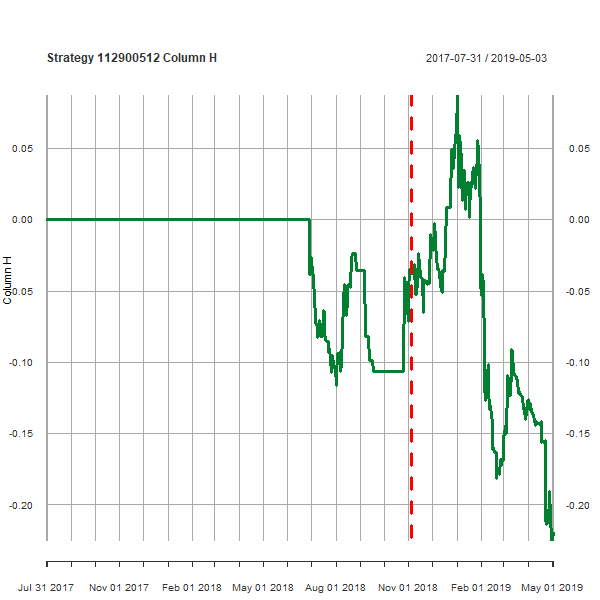 Strategy 112900512 Column H
2017-07-31 / 2019-05-03
0.05 0.05
0.00 0.00
-0.05 -0.05
-0.10 -0.10
-0.15 -0.15
-0.20 -0.20
Column H
Jul 31 2017 Nov 01 2017 Feb 01 2018 May 01 2018 Aug 01 2018 Nov 01 2018 Feb 01 2019 May 01 2019